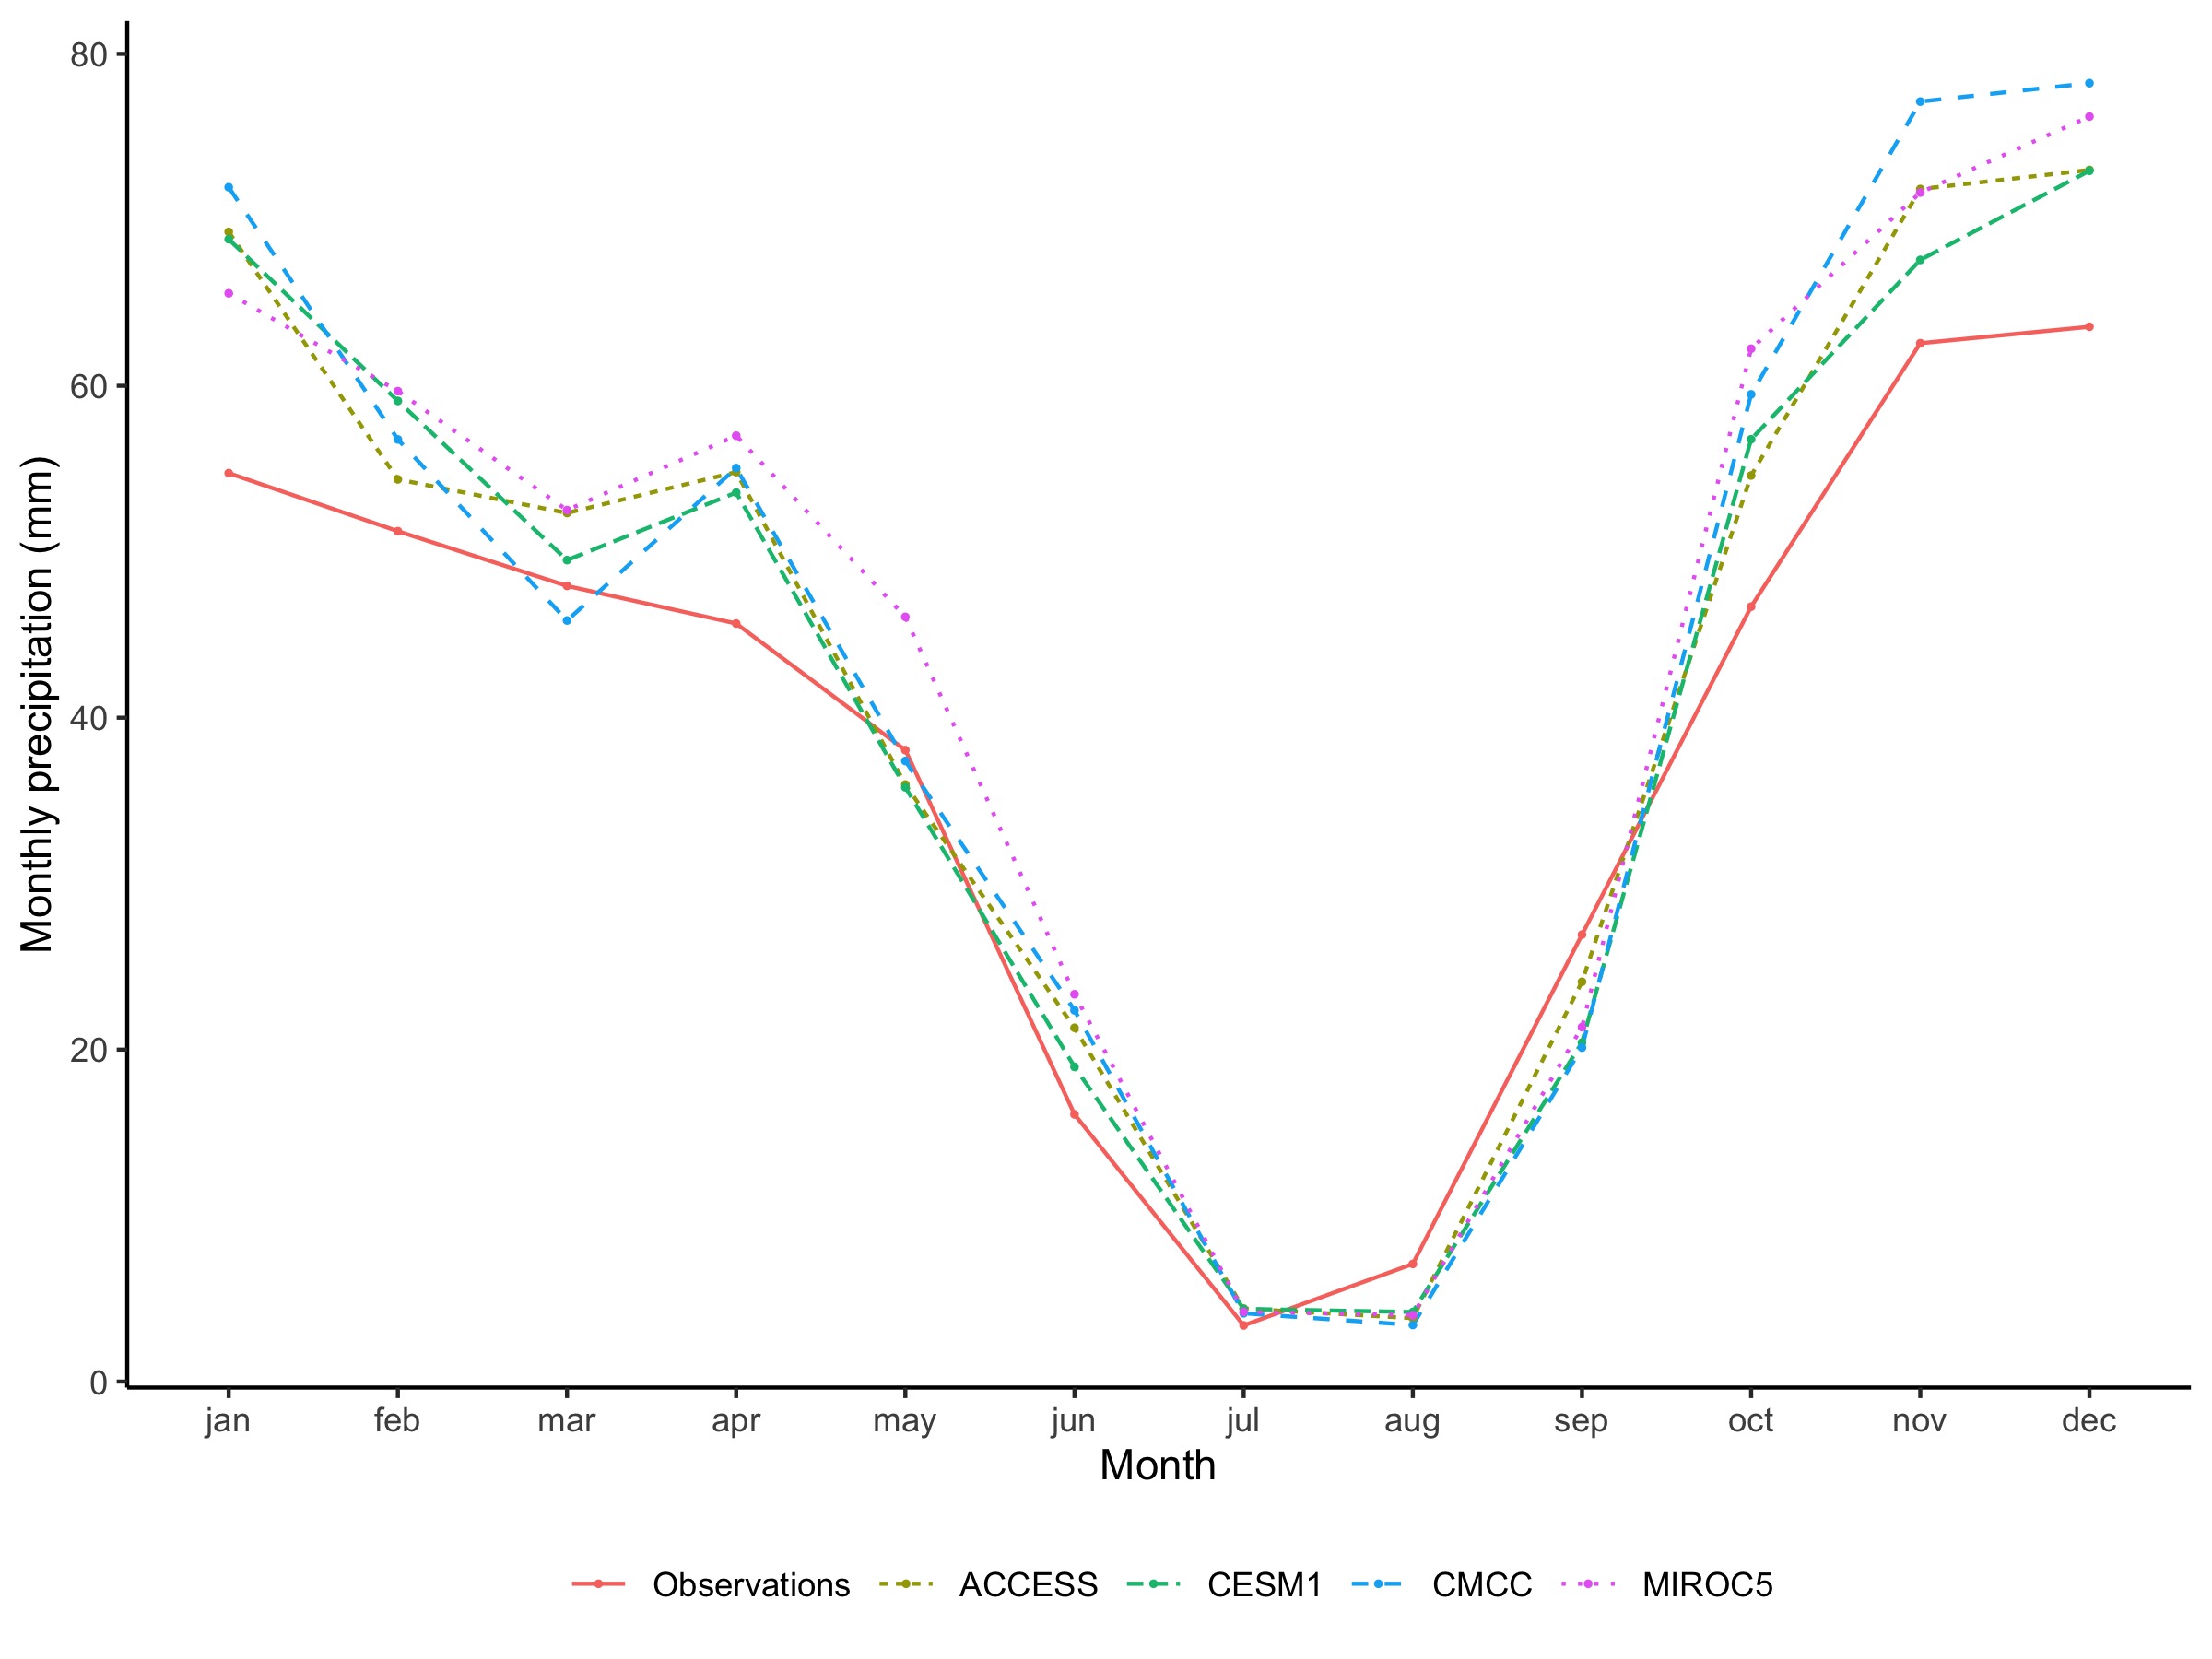 Monthly precipitation (mm)
80
60
40
20
0
jan feb mar apr may jun jul aug sep oct nov dec
Month
Observations ACCESS CESM1 CMCC MIROC5